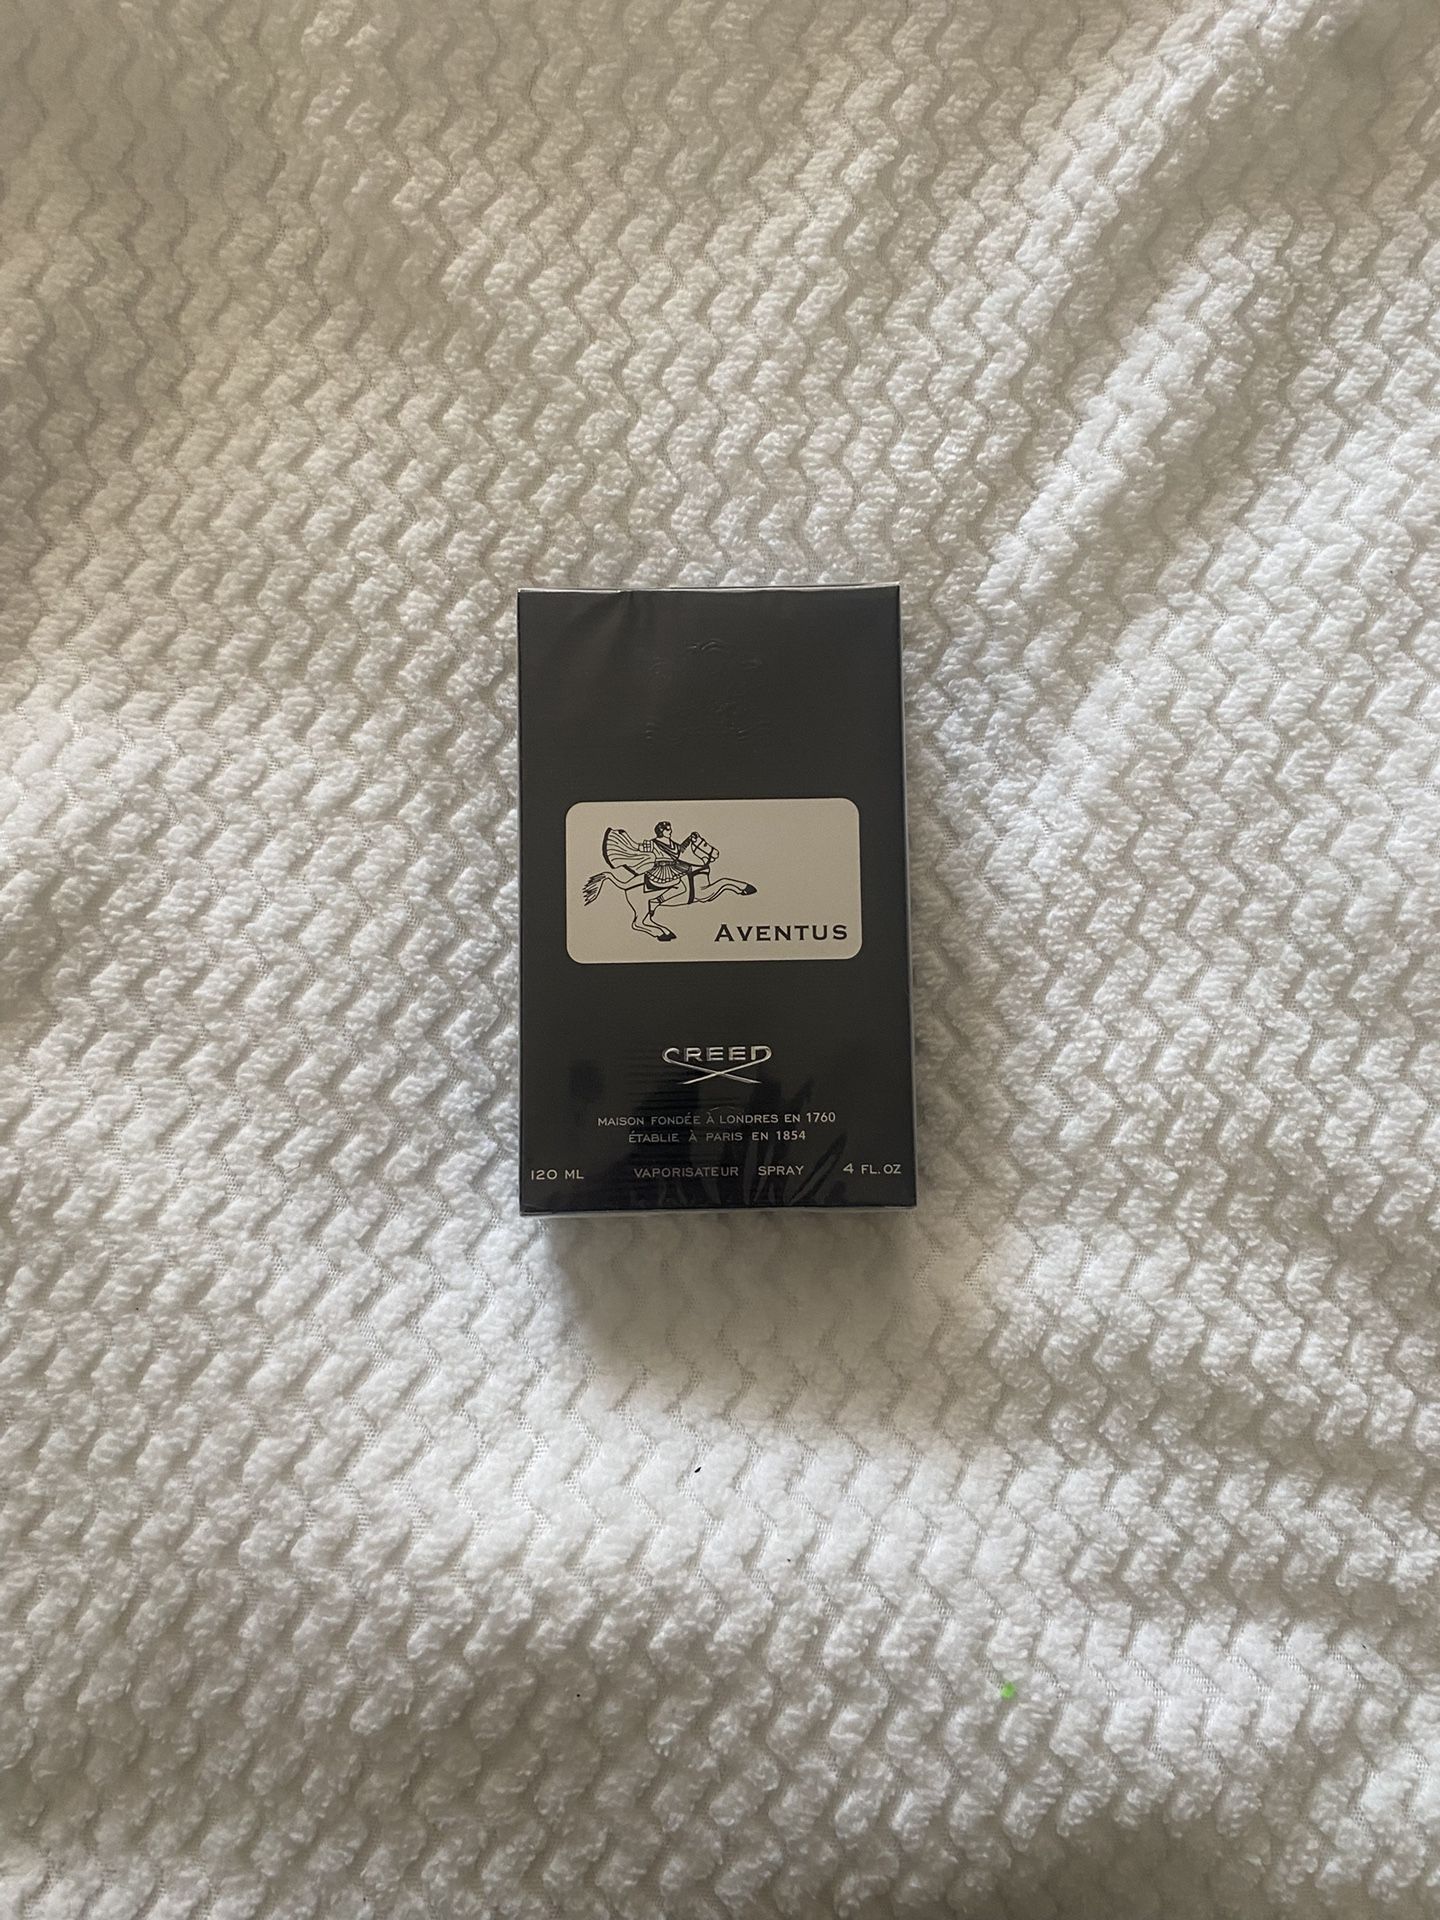 AVENTUS
CREED
MAISON FONDÉE À LONDRES EN 1760
ÉTABLIE À PARIS EN 1854
120 ML VAPORISATEUR SPRAY 4 FL. OZ